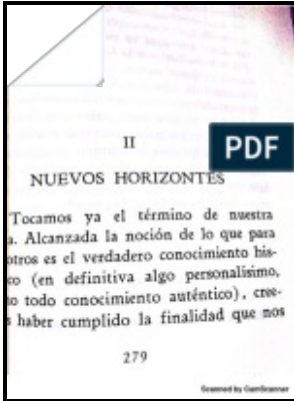 II
PDF
NUEVOS HORIZONTES
Tocamos ya el término de nuestra
a. Alcanzada la noción de lo que para
otros es el verdadero conocimiento his-
co (en definitiva algo personalísimo,
to todo conocimiento auténtico), cree-
s haber cumplido la finalidad que nos
279
Scanned by CamScanner